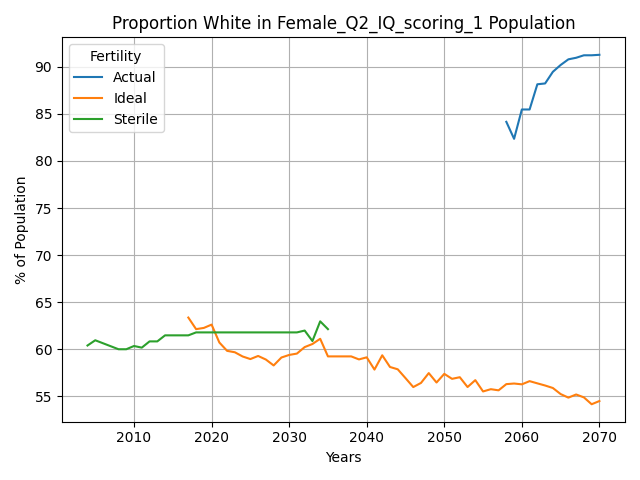 Proportion White in Female_Q2_IQ_scoring_1 Population
Fertility
Actual
Ideal
Sterile
% of Population
90
85
80
75
70
65
60
55
2010 2020 2030 2040 2050 2060 2070
Years